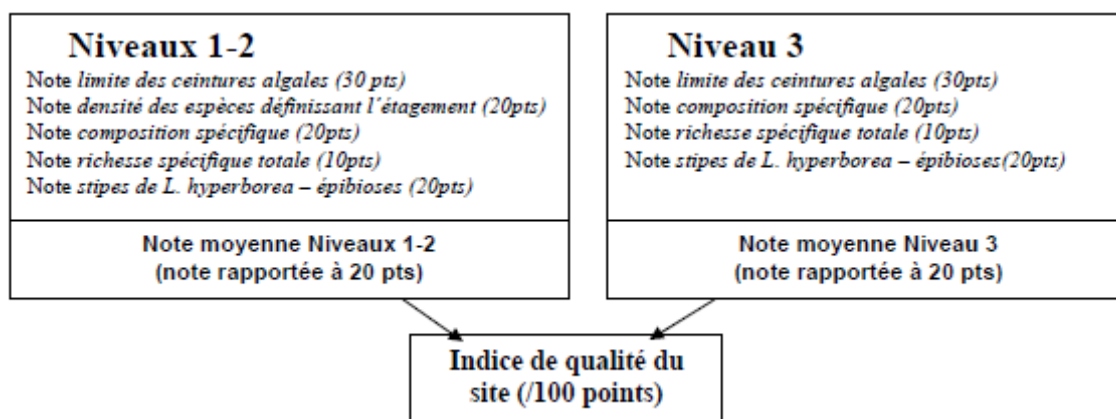 Niveaux 1-2
Note limite des ceintures algales (30 pts)
Note densité des espèces définissant l'étagement (20pts)
Note composition spécifique (20pts)
Note richesse spécifique totale (10pts)
Note stipes de L. hyperborea – épibioses (20pts)
Note moyenne Niveaux 1-2
(note rapportée à 20 pts)
Niveau 3
Note limite des ceintures algales (30pts)
Note composition spécifique (20pts)
Note richesse spécifique totale (10pts)
Note stipes de L. hyperborea – épibioses(20pts)
Note moyenne Niveau 3
(note rapportée à 20 pts)
Indice de qualité du
site (/100 points)